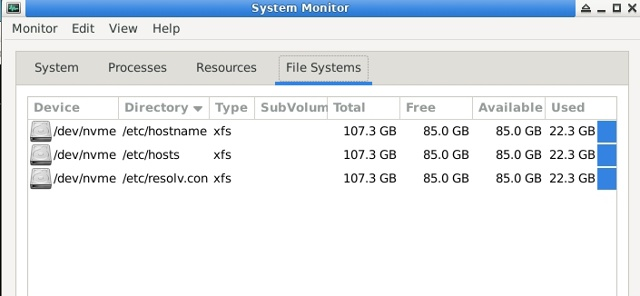 System Monitor
Monitor Edit View Help
System Processes Resources File Systems
Device Directory Type SubVolum Total Free Available Used
/dev/nvme /etc/hostname xfs 107.3 GB 85.0 GB 85.0 GB 22.3 GB
/dev/nvme /etc/hosts xfs 107.3 GB 85.0 GB 85.0 GB 22.3 GB
/dev/nvme /etc/resolv.con xfs 107.3 GB 85.0 GB 85.0 GB 22.3 GB